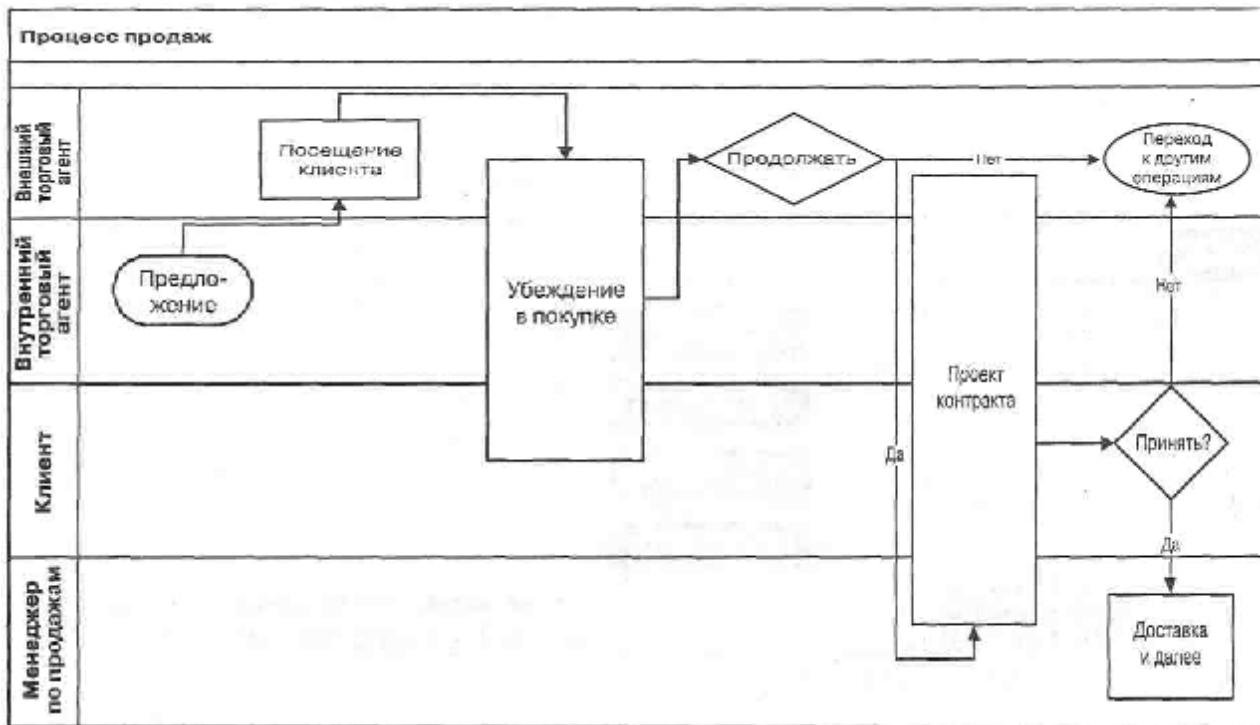 Процесс продаж
Внешний
торговый
агент
Посещение
клиента
Продолжать
Нет
Переход
к другим
операциям
Внутренний
торговый
агент
Предло-
жение
Убеждение
в покупке
Нет
Проект
контракта
Клиент
Да
Принять?
Да
Менеджер
по продажам
Доставка
и далее